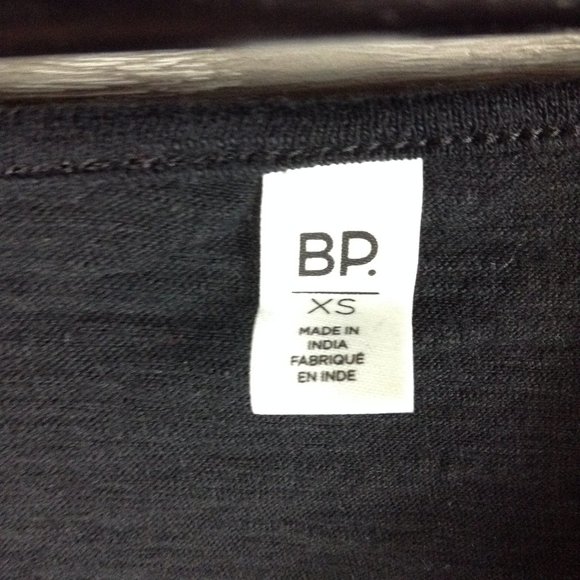 BP.
XS
MADE IN
INDIA
FABRIQUÉ
EN INDE